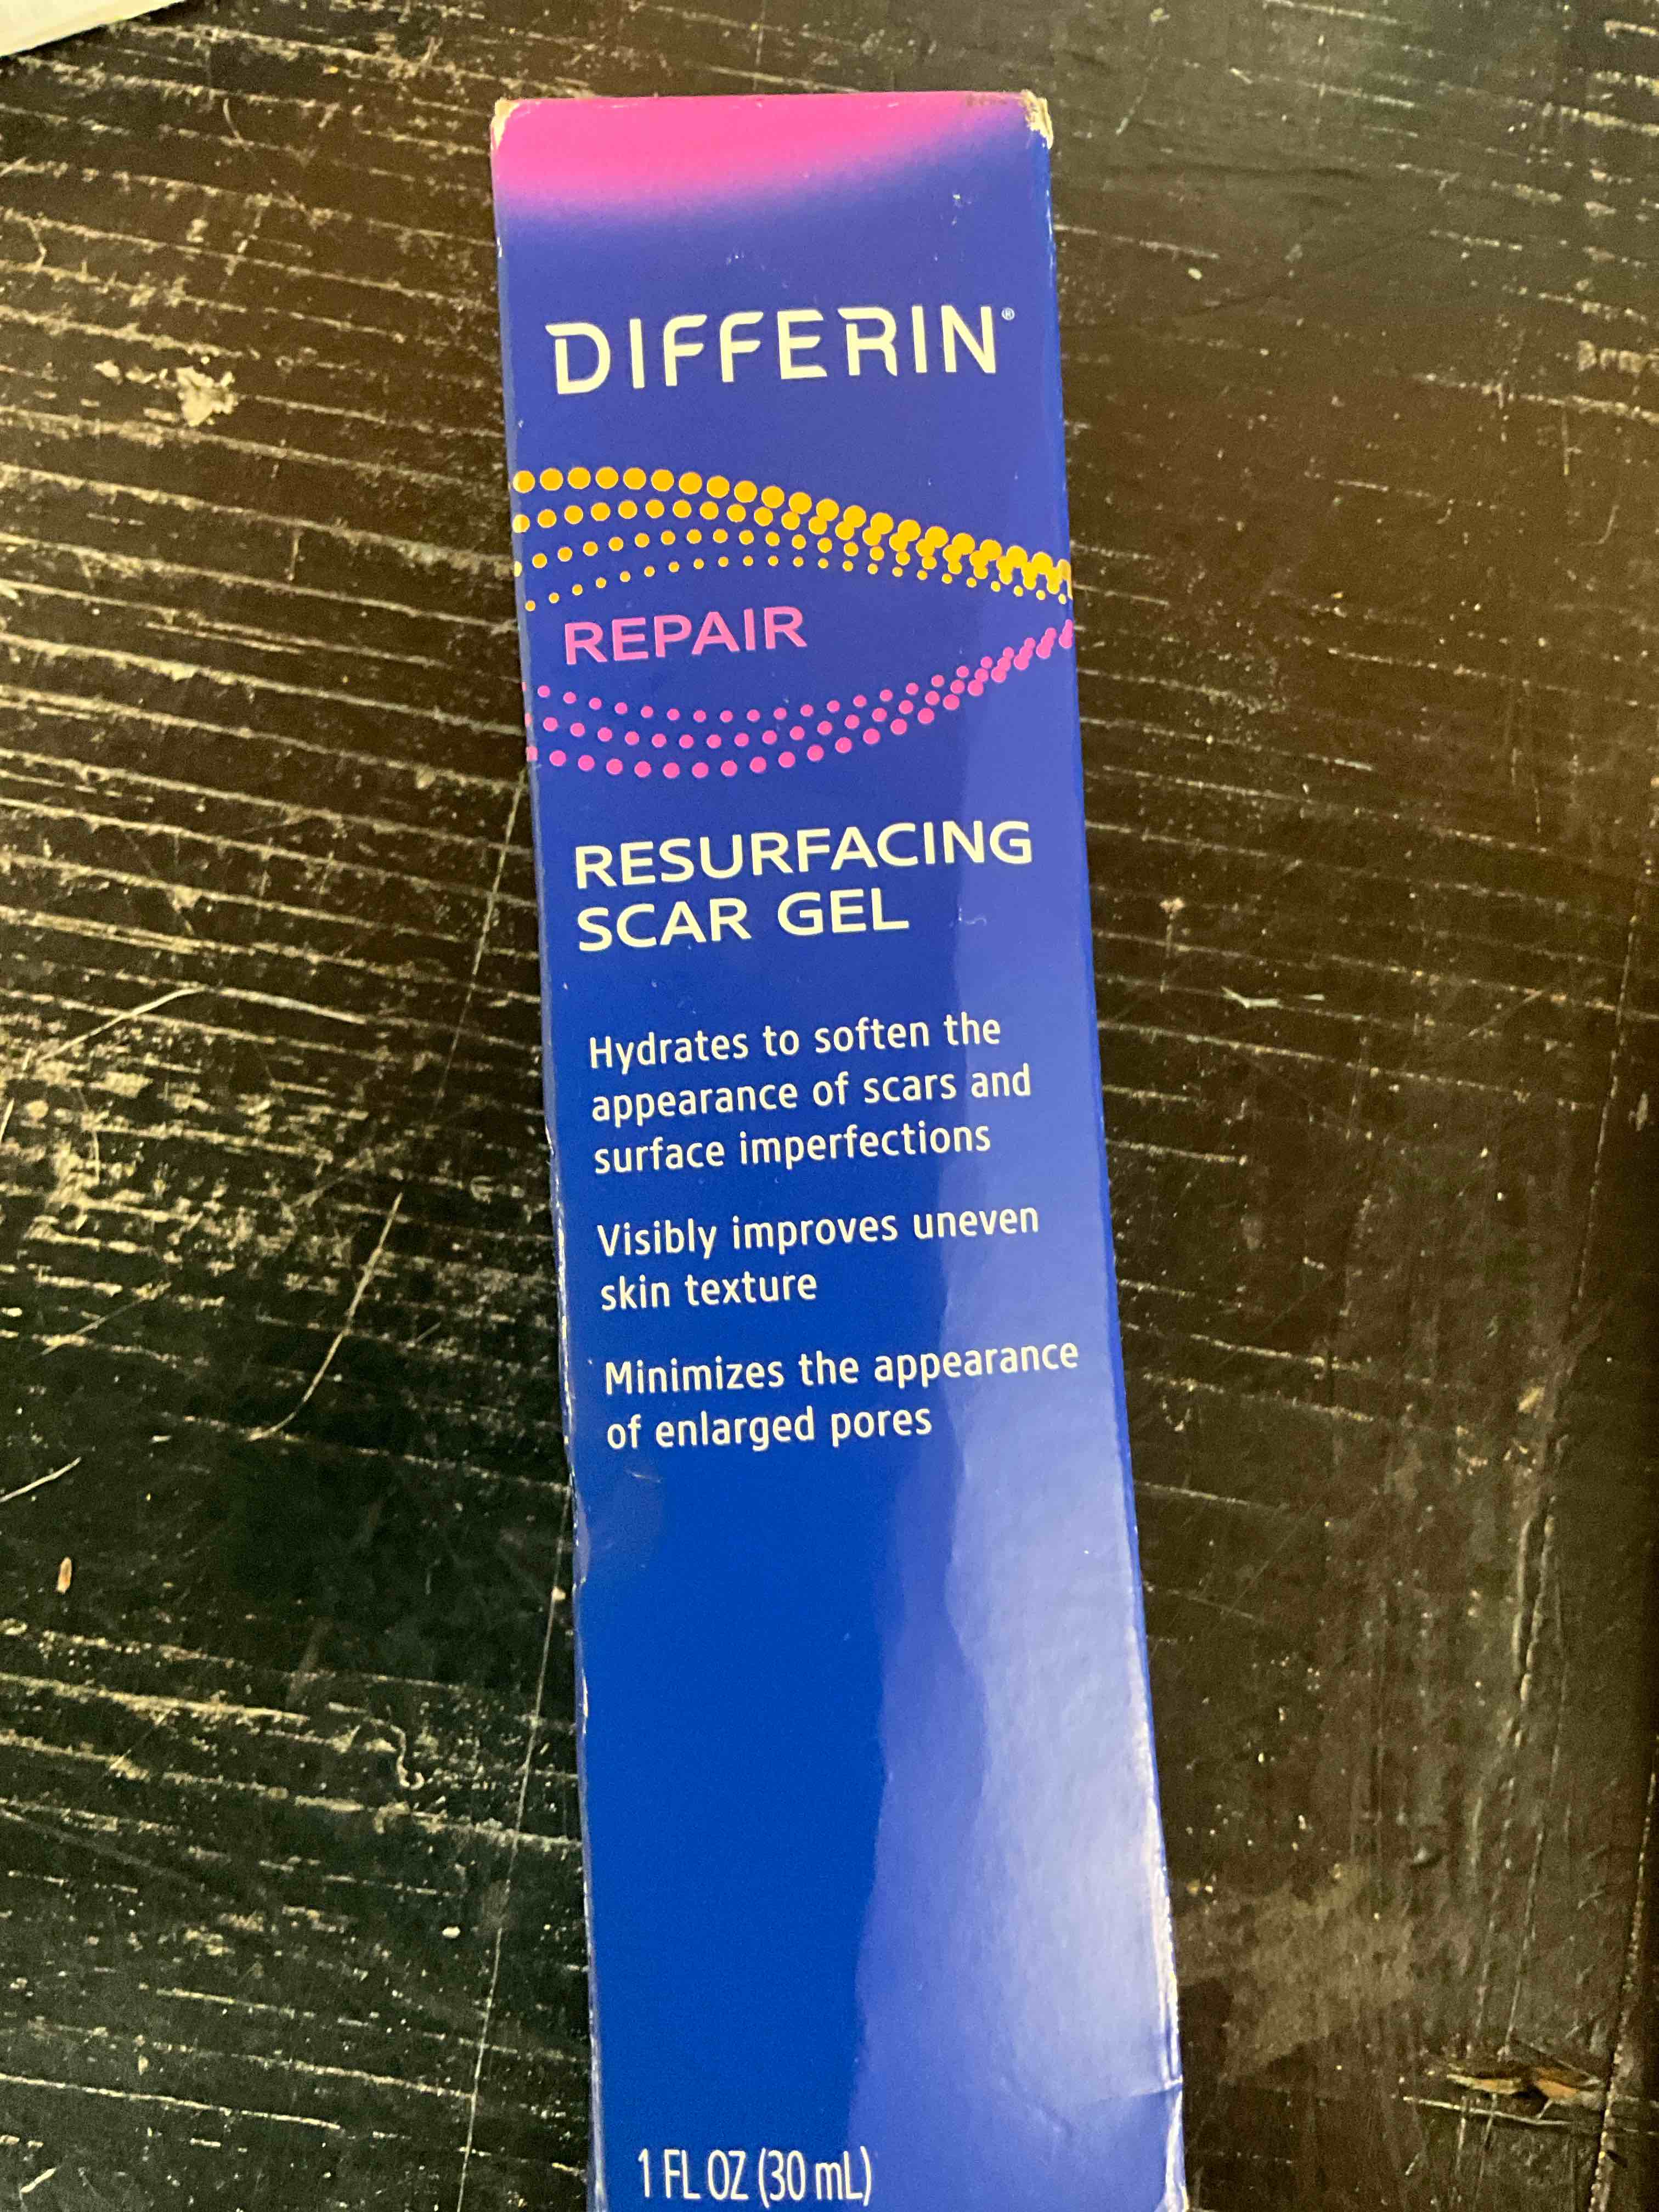 DIFFERIN®
REPAIR
RESURFACING
SCAR GEL
Hydrates to soften the
appearance of scars and
surface imperfections
Visibly improves uneven
skin texture
Minimizes the appearance
of enlarged pores
1 FL OZ (30 mL)